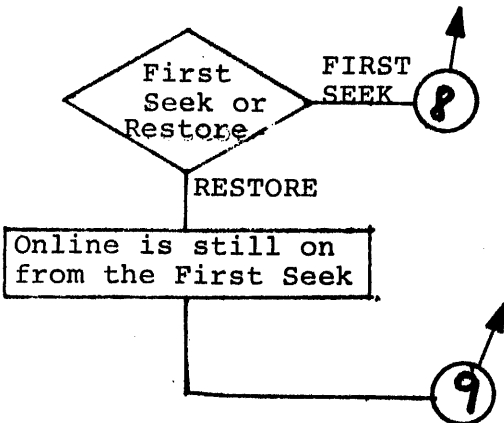 First
Seek or
Restore
FIRST
SEEK
8
RESTORE
Online is still on
from the First Seek
9